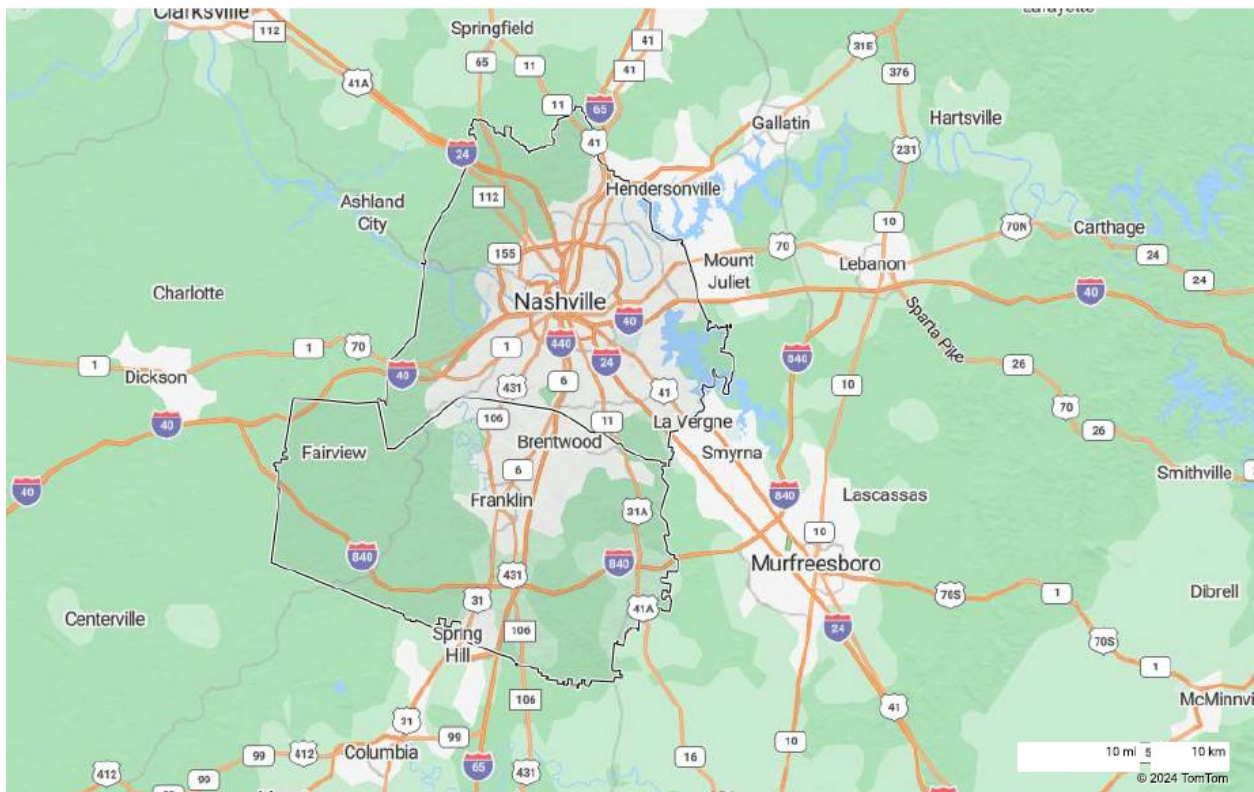 Clarksville
Lafayette
112
Springfield
41
31E
41A
65
11
41
376
11
65
Gallatin
Hartsville
24
41
231
Hendersonville
112
Ashland
City
10
70N
Carthage
155
70
24
Mount
Juliet
Lebanon
24
Charlotte
Nashville
40
40
Sparta Pike
1
70
1
440
24
840
1
26
Dickson
40
6
431
41
10
70
40
106
11
La Vergne
26
Fairview
Brentwood
Smyrna
Smithville
6
40
Franklin
840
Lascassas
31A
10
840
431
840
Murfreesboro
31
41A
70S
1
Dibrell
Centerville
Spring
Hill
106
24
70S
1
106
McMinnvi
31
41
99
10
412
99
Columbia
16
65
431
412
99
10 mi 5 10 km
© 2024 TomTom